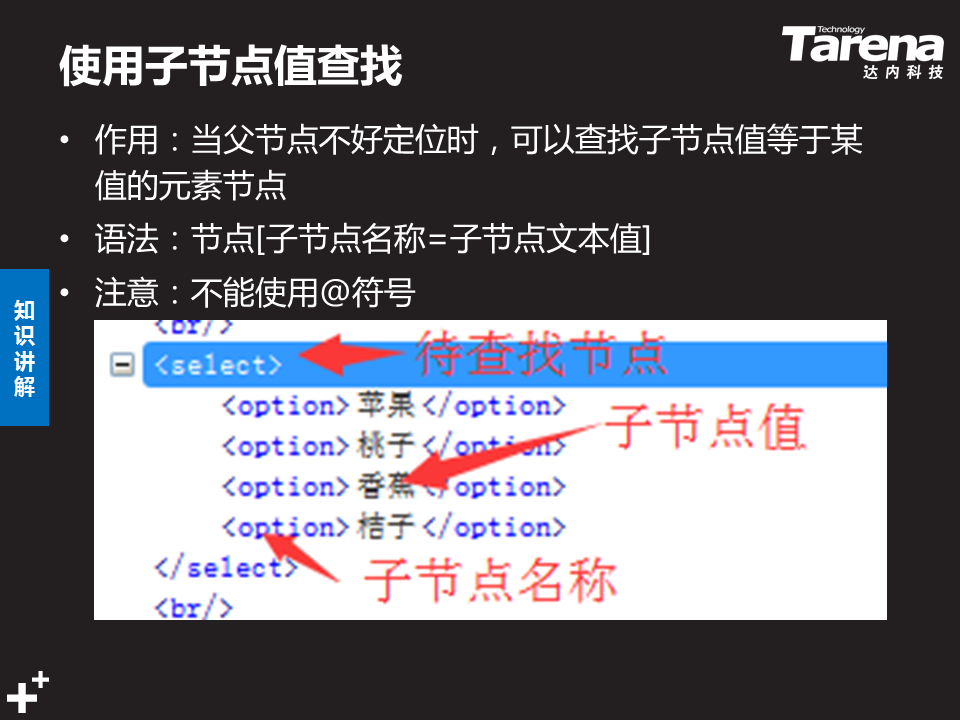 使用子节点值查找
Technology
Tarena
达内科技
• 作用：当父节点不好定位时，可以查找子节点值等于某
值的元素节点
• 语法：节点[子节点名称=子节点文本值]
• 注意：不能使用@符号
知识讲解
<br/>
<select> 待查找节点
<option>苹果</option>
子节点值
<option>桃子</option>
<option>香蕉</option>
<option>桔子</option>
</select> 子节点名称
<br/>